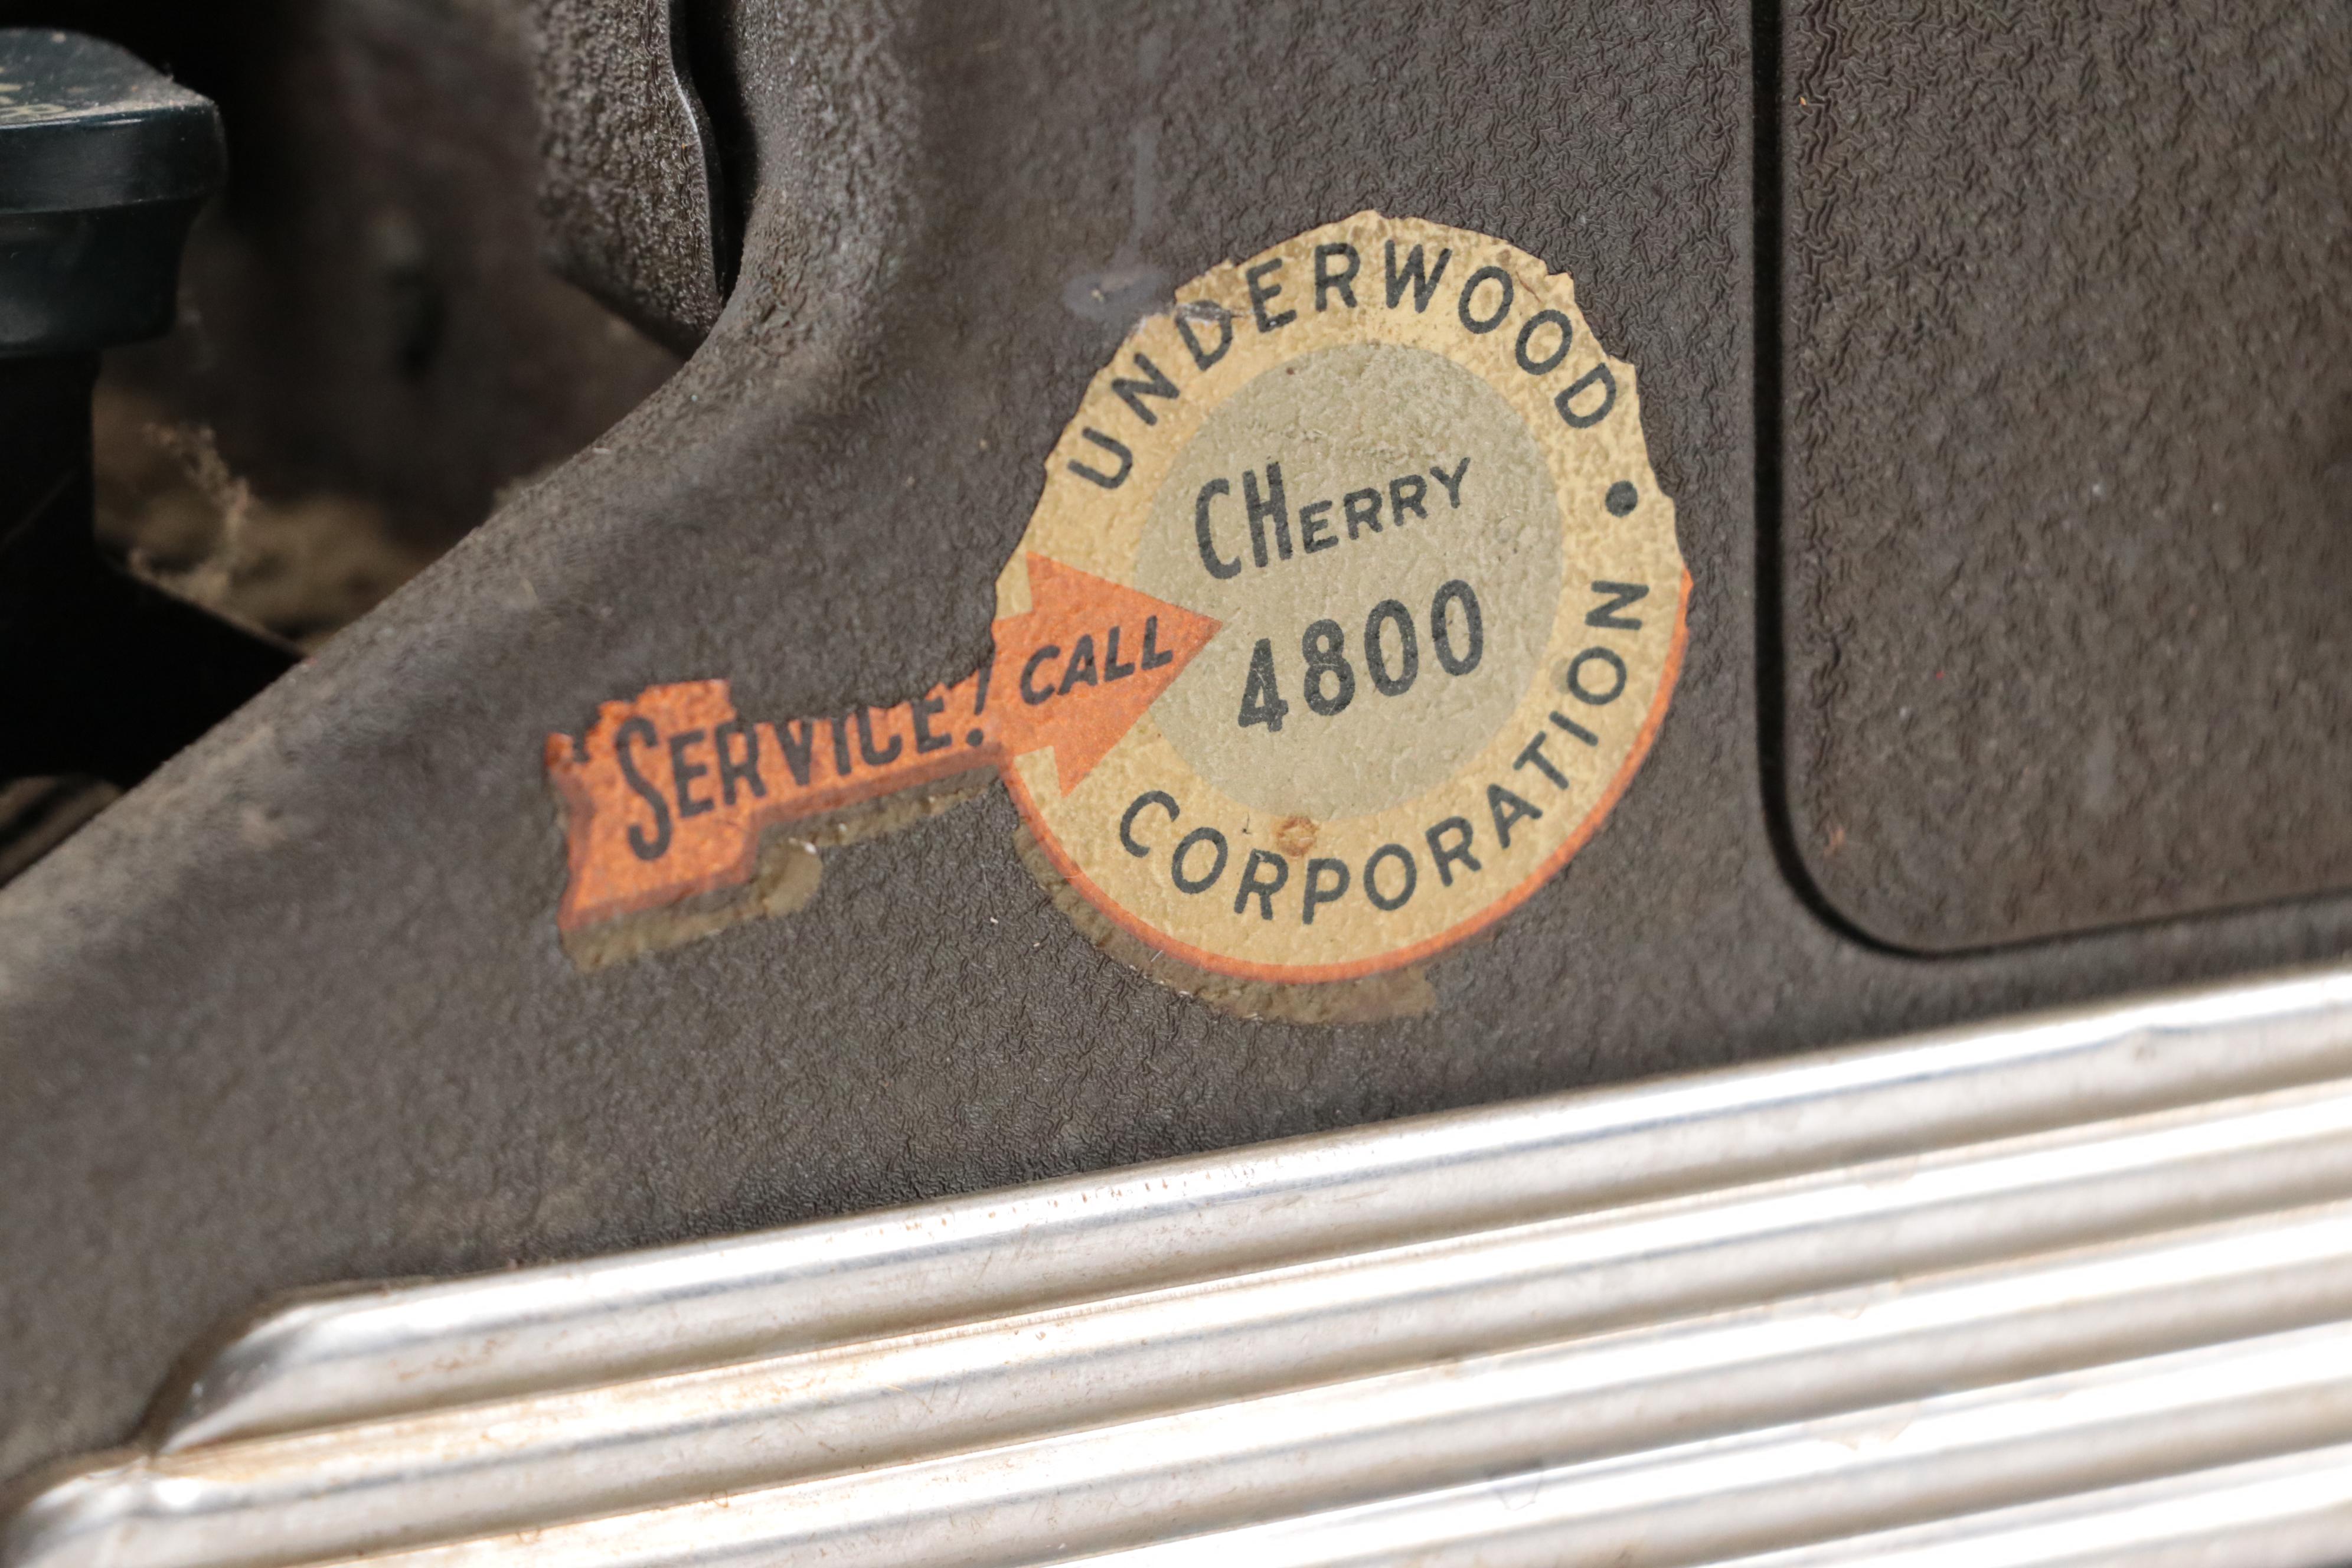 UNDERWOOD •
CHERRY
4800
SERVICE! CALL
CORPORATION